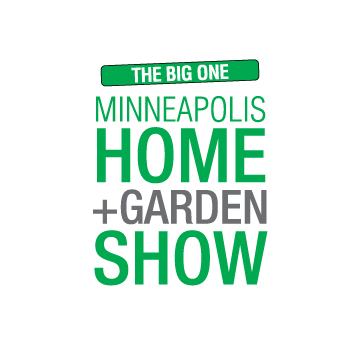 THE BIG ONE
MINNEAPOLIS
HOME
+GARDEN
SHOW